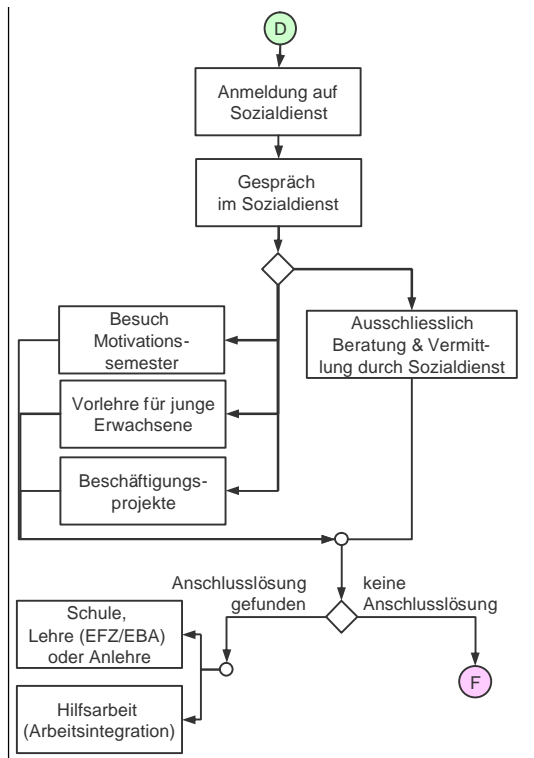 D
Anmeldung auf
Sozialdienst
Gespräch
im Sozialdienst
Besuch
Motivations-
semester
Ausschliesslich
Beratung & Vermitt-
lung durch Sozialdienst
Vorlehre für junge
Erwachsene
Beschäftigungs-
projekte
Anschlusslösung
gefunden
keine
Anschlusslösung
Schule,
Lehre (EFZ/EBA)
oder Anlehre
F
Hilfsarbeit
(Arbeitsintegration)